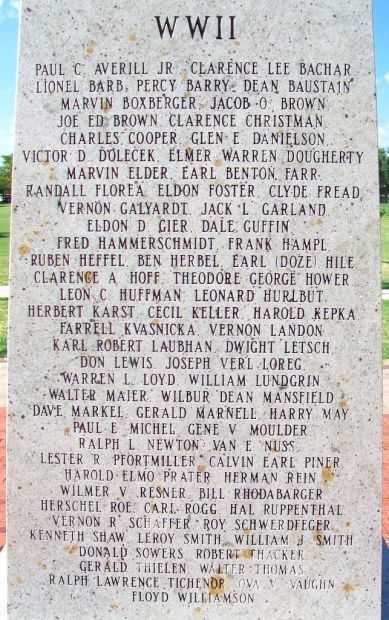 WWII
PAUL C. AVERILL JR. CLARENCE LEE BACHAR
LIONEL BARB PERCY BARRY DEAN BAUSTAIN
MARVIN BOXBERGER JACOB O. BROWN
JOE ED BROWN CLARENCE CHRISTMAN
CHARLES COOPER GLEN E. DANIELSON
VICTOR D. DOLECEK ELMER WARREN DOUGHERTY
MARVIN ELDER EARL BENTON FARR
RANDALL FLOREA ELDON FOSTER CLYDE FREAD
VERNON GALYARDT JACK L. GARLAND
ELDON D. GIER DALE GUFFIN
FRED HAMMERSCHMIDT FRANK HAMPL
RUBEN HEFFEL BEN HERBEL EARL (DOZE) HILE
CLARENCE A. HOFF THEODORE GEORGE HOWER
LEON C. HUFFMAN LEONARD HURLBUT
HERBERT KARST CECIL KELLER HAROLD KEPKA
FARRELL KVASNICKA VERNON LANDON
KARL ROBERT LAUBHAN DWIGHT LETSCH
DON LEWIS JOSEPH VERL LOREG
WARREN L. LOYD WILLIAM LUNDGRIN
WALTER MAIER WILBUR DEAN MANSFIELD
DAVE MARKEL GERALD MARNELL HARRY MAY
PAUL E. MICHEL GENE V. MOULDER
RALPH L. NEWTON VAN E. NUSS
LESTER R. PFORTMILLER CALVIN EARL PINER
HAROLD ELMO PRATER HERMAN REIN
WILMER V. RESNER BILL RHODABARGER
HERSCHEL ROE CARL ROGG HAL RUPPENTHAL
VERNON R. SCHAFFER ROY SCHWERDFEGER
KENNETH SHAW LEROY SMITH WILLIAM J. SMITH
DONALD SOWERS ROBERT THACKER
GERALD THIELEN WALTER THOMAS
RALPH LAWRENCE TICHENOR OVA V. VAUGHN
FLOYD WILLIAMSON